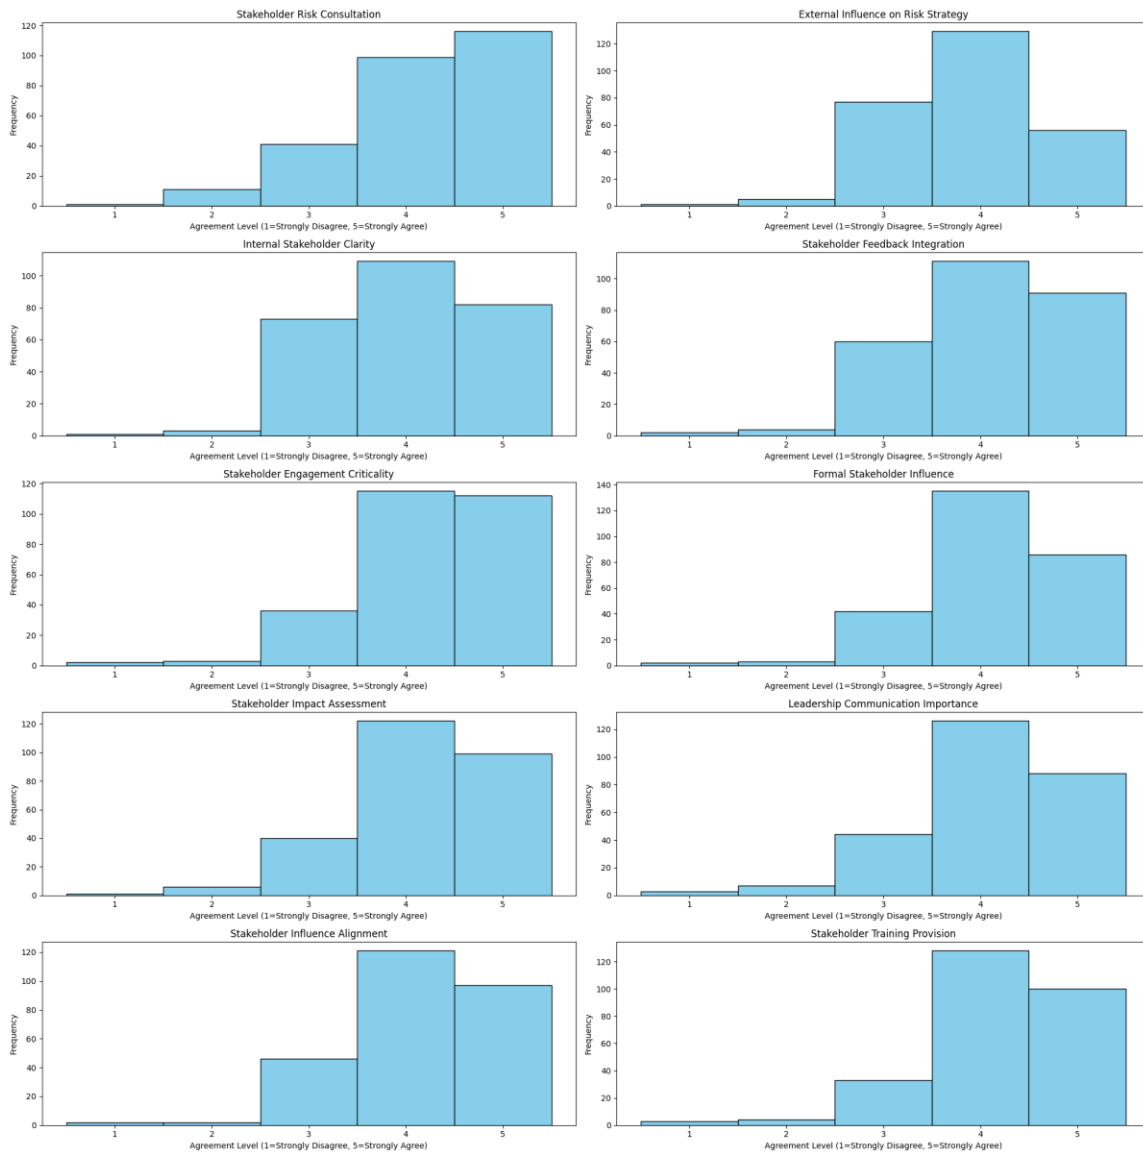 Stakeholder Risk Consultation
Frequency
120
100
80
60
40
20
0
1 2 3 4 5
Agreement Level (1=Strongly Disagree, 5=Strongly Agree)
External Influence on Risk Strategy
Frequency
120
100
80
60
40
20
0
1 2 3 4 5
Agreement Level (1=Strongly Disagree, 5=Strongly Agree)
Internal Stakeholder Clarity
Frequency
100
80
60
40
20
0
1 2 3 4 5
Agreement Level (1=Strongly Disagree, 5=Strongly Agree)
Stakeholder Feedback Integration
Frequency
100
80
60
40
20
0
1 2 3 4 5
Agreement Level (1=Strongly Disagree, 5=Strongly Agree)
Stakeholder Engagement Criticality
Frequency
120
100
80
60
40
20
0
1 2 3 4 5
Agreement Level (1=Strongly Disagree, 5=Strongly Agree)
Formal Stakeholder Influence
Frequency
140
120
100
80
60
40
20
0
1 2 3 4 5
Agreement Level (1=Strongly Disagree, 5=Strongly Agree)
Stakeholder Impact Assessment
Frequency
120
100
80
60
40
20
0
1 2 3 4 5
Agreement Level (1=Strongly Disagree, 5=Strongly Agree)
Leadership Communication Importance
Frequency
120
100
80
60
40
20
0
1 2 3 4 5
Agreement Level (1=Strongly Disagree, 5=Strongly Agree)
Stakeholder Influence Alignment
Frequency
120
100
80
60
40
20
0
1 2 3 4 5
Agreement Level (1=Strongly Disagree, 5=Strongly Agree)
Stakeholder Training Provision
Frequency
120
100
80
60
40
20
0
1 2 3 4 5
Agreement Level (1=Strongly Disagree, 5=Strongly Agree)